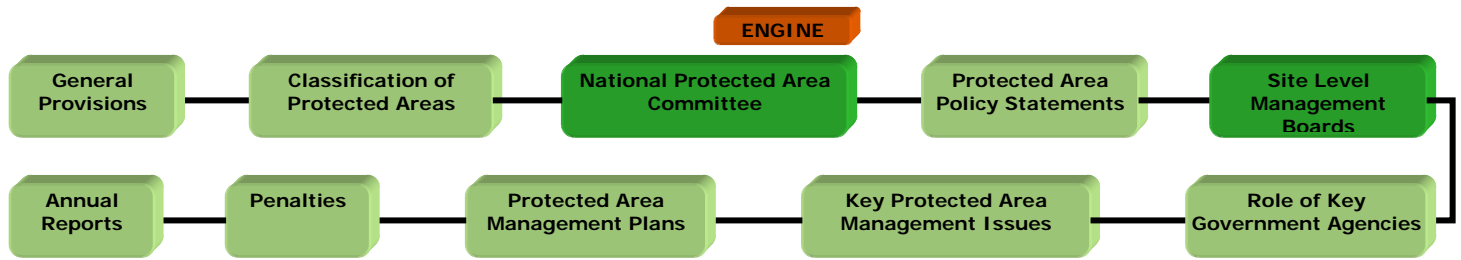 ENGINE
General
Provisions
Classification of
Protected Areas
National Protected Area
Committee
Protected Area
Policy Statements
Site Level
Management
Boards
Annual
Reports
Penalties
Protected Area
Management Plans
Key Protected Area
Management Issues
Role of Key
Government Agencies